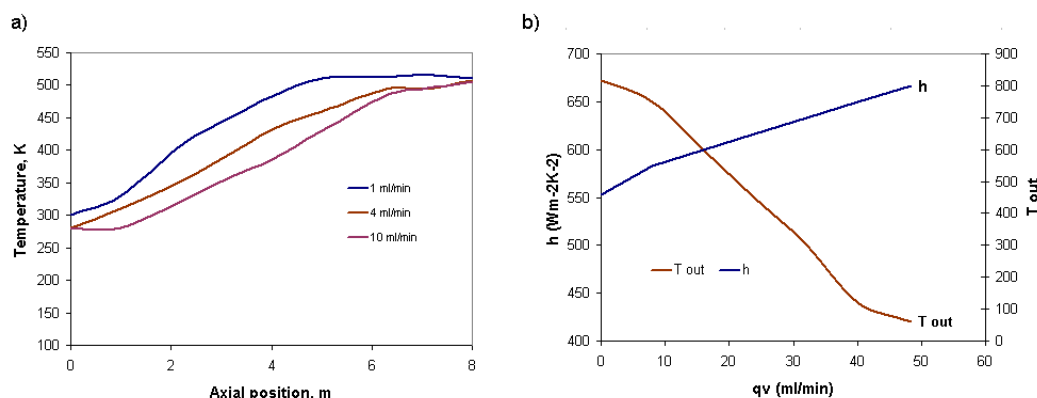 a)
550
500
450
400
350
300
250
200
150
100
Temperature, K
0
2
4
6
8
Axial position, m
1 ml/min
4 ml/min
10 ml/min
b)
700
650
600
550
500
450
400
h (Wm-2K-2)
0
10
20
30
40
50
60
qv (ml/min)
900
800
700
600
500
400
300
200
100
0
T out
h
T out
T out
h